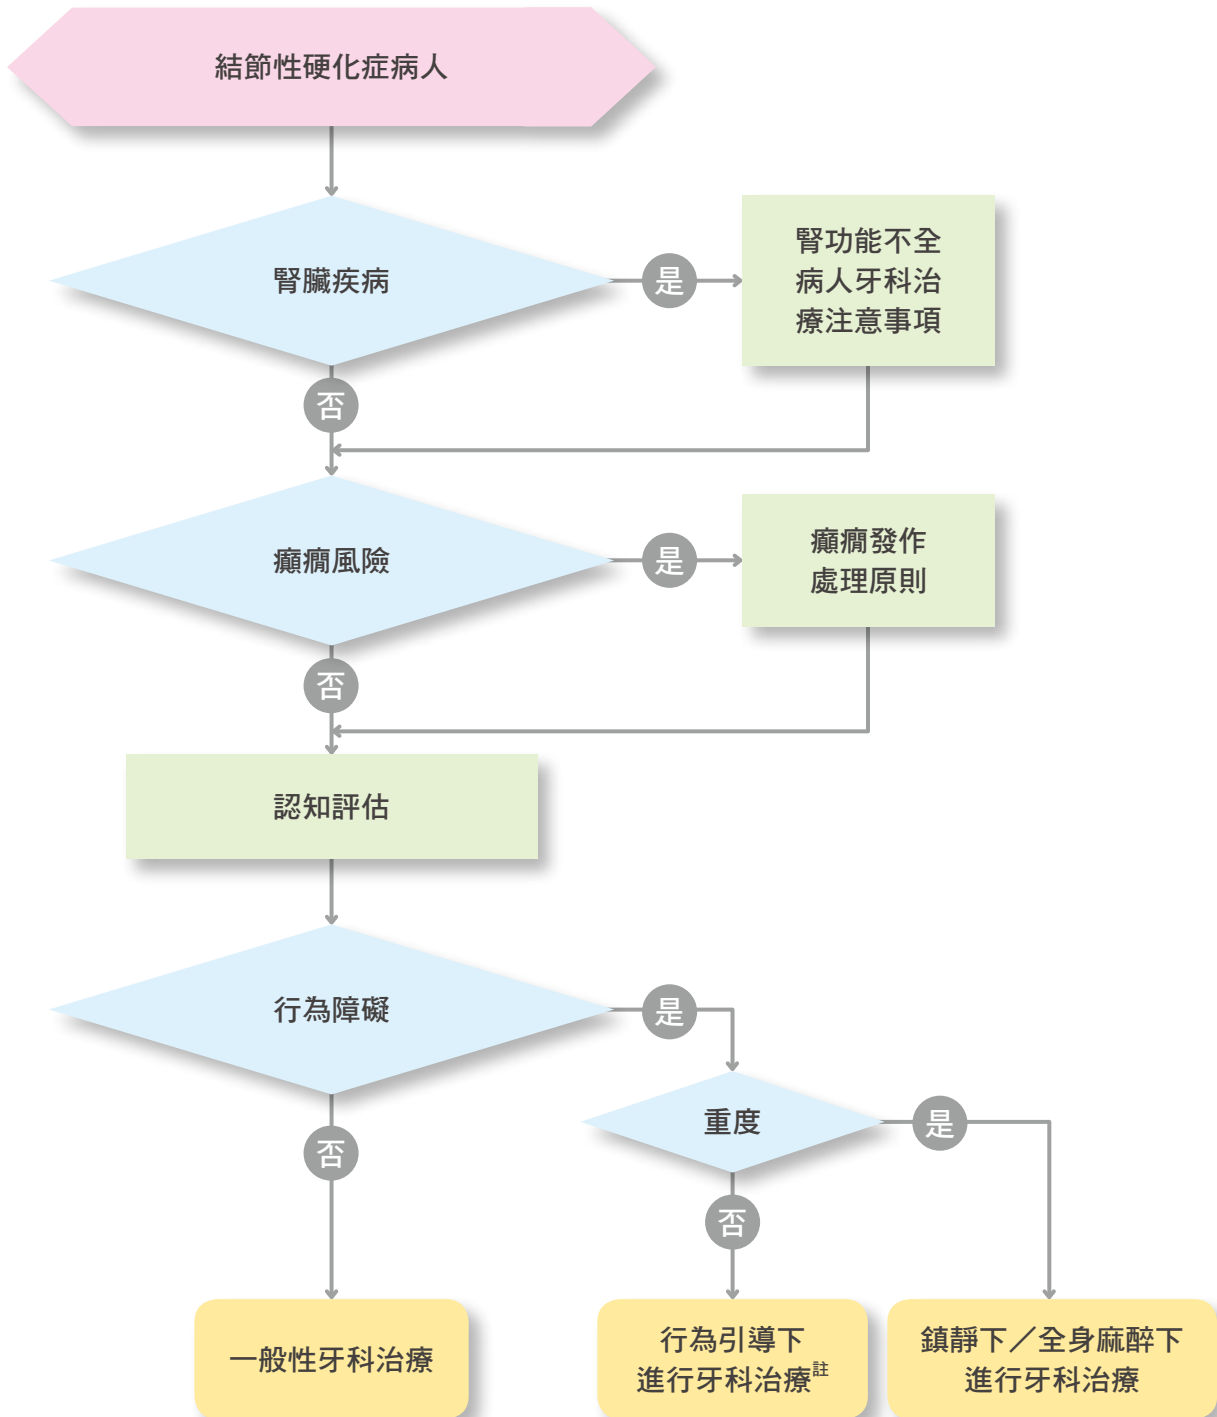 結節性硬化症病人
腎臟疾病
是
腎功能不全
病人牙科治
療注意事項
否
癲癇風險
是
癲癇發作
處理原則
否
認知評估
行為障礙
是
重度
是
否
否
一般性牙科治療
行為引導下
進行牙科治療註
鎮靜下／全身麻醉下
進行牙科治療